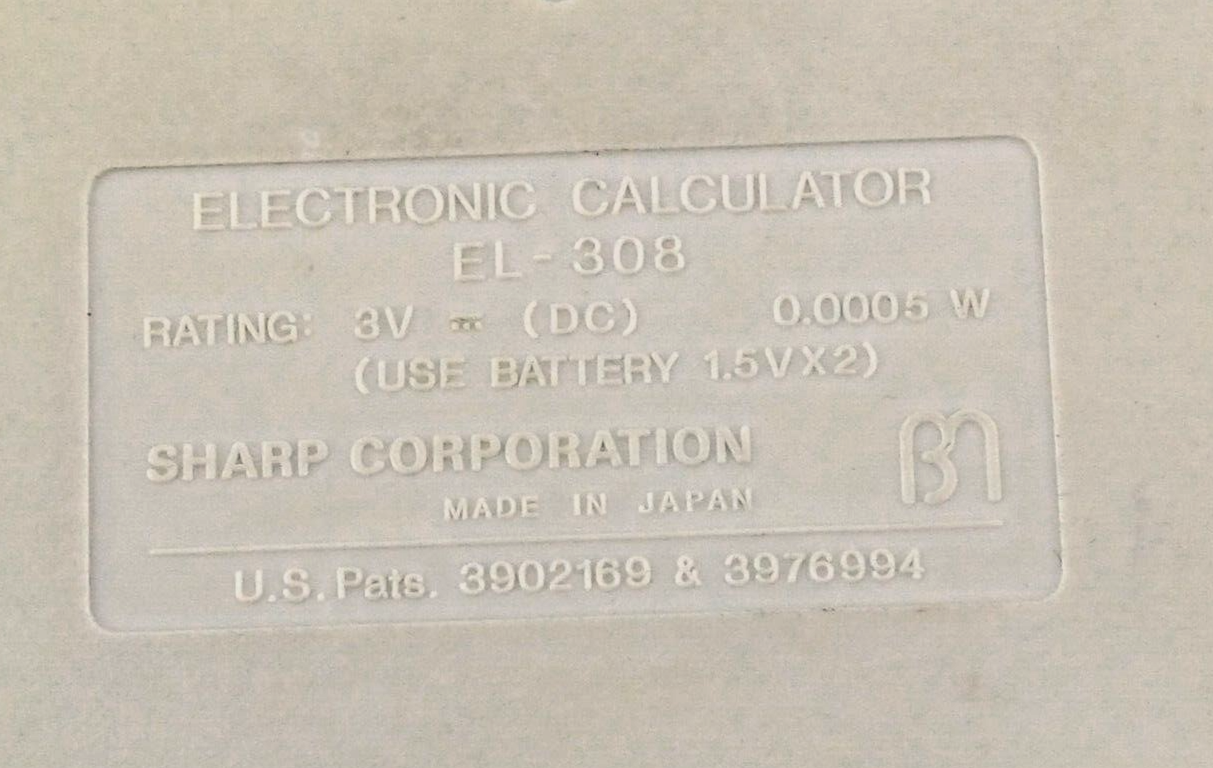 ELECTRONIC CALCULATOR
EL-308
RATING: 3V ⎓ (DC) 0.0005 W
(USE BATTERY 1.5VX2)
SHARP CORPORATION
MADE IN JAPAN
U.S. Pats. 3902169 & 3976994